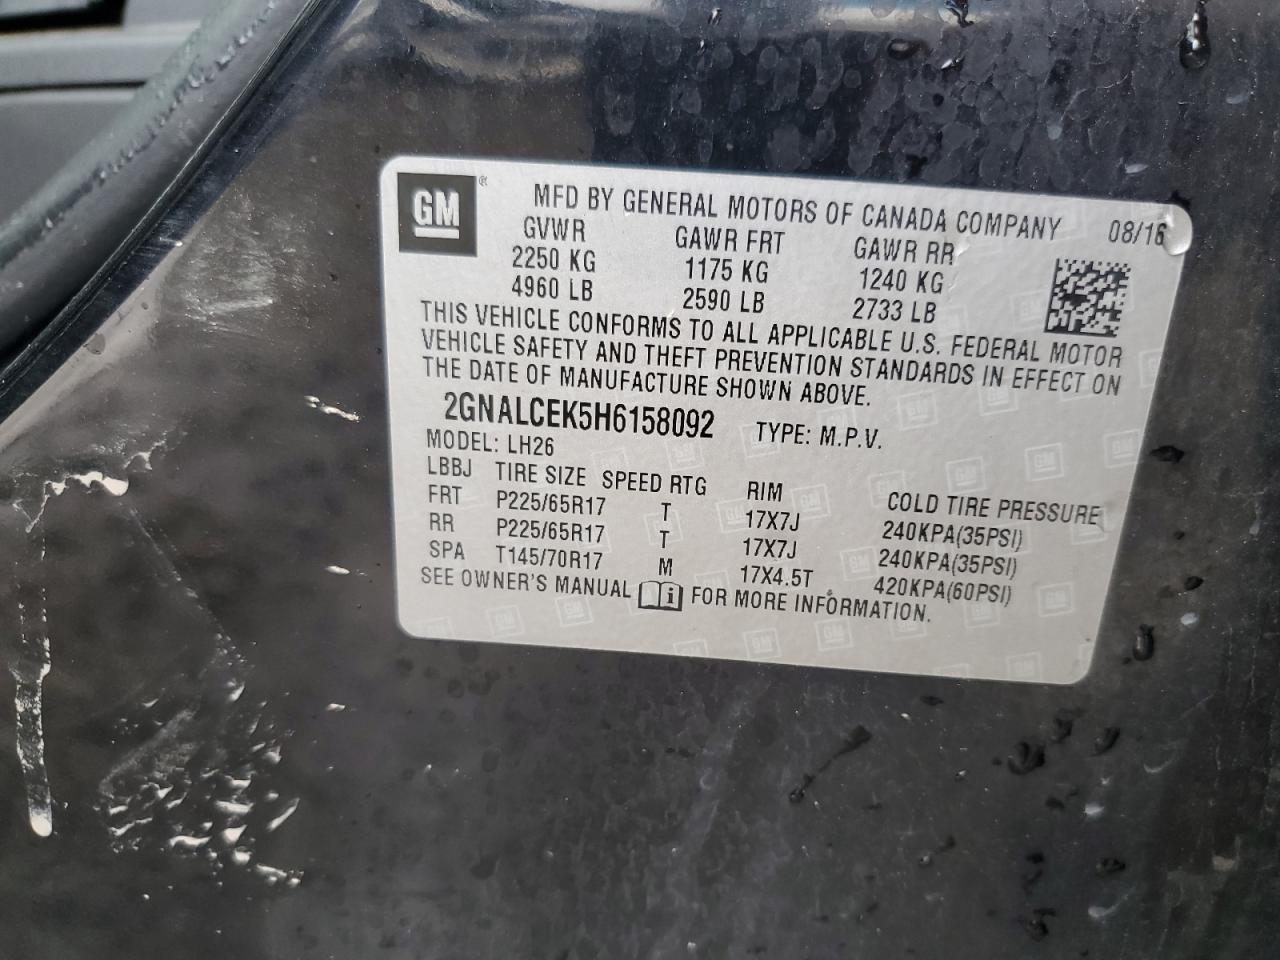 GM ® MFD BY GENERAL MOTORS OF CANADA COMPANY 08/16
GVWR GAWR FRT GAWR RR
2250 KG 1175 KG 1240 KG
4960 LB 2590 LB 2733 LB
THIS VEHICLE CONFORMS TO ALL APPLICABLE U.S. FEDERAL MOTOR
VEHICLE SAFETY AND THEFT PREVENTION STANDARDS IN EFFECT ON
THE DATE OF MANUFACTURE SHOWN ABOVE.
2GNALCEK5H6158092 TYPE: M.P.V.
MODEL: LH26
LBBJ TIRE SIZE SPEED RTG RIM COLD TIRE PRESSURE
FRT P225/65R17 T 17X7J 240KPA(35PSI)
RR P225/65R17 T 17X7J 240KPA(35PSI)
SPA T145/70R17 M 17X4.5T 420KPA(60PSI)
SEE OWNER'S MANUAL i FOR MORE INFORMATION.